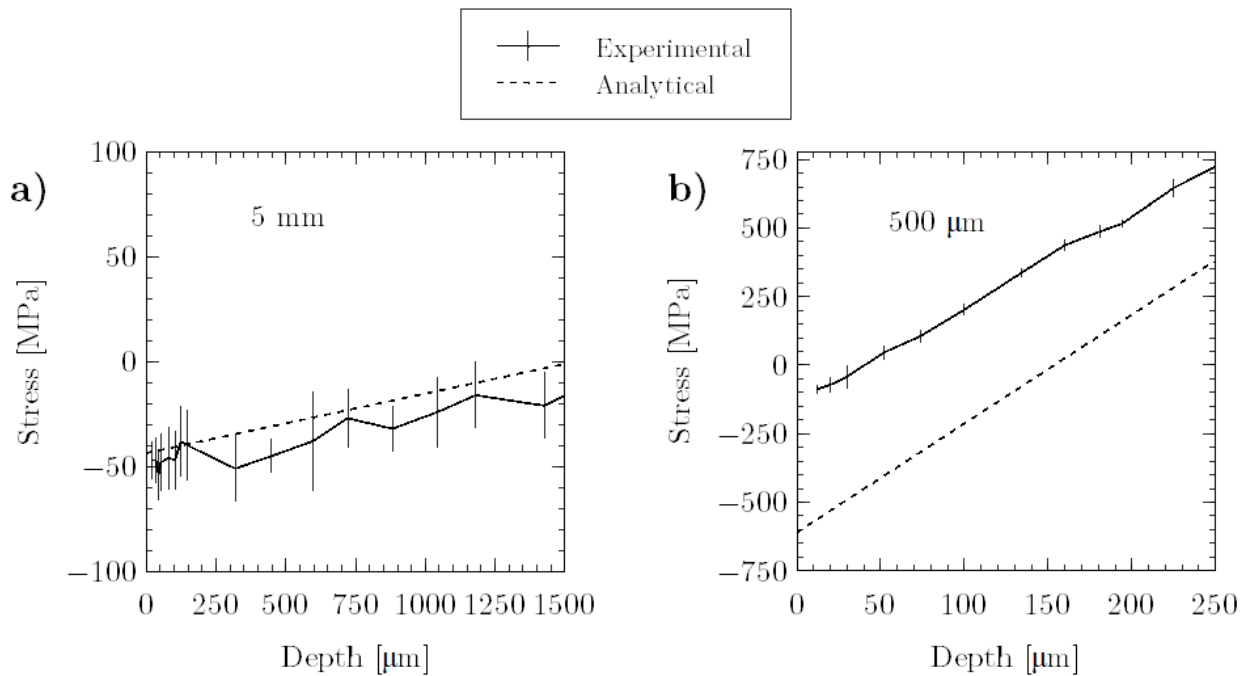 Experimental
Analytical
a)
5 mm
Stress [MPa]
100
50
0
−50
−100
0 250 500 750 1000 1250 1500
Depth [μm]
b)
500 μm
Stress [MPa]
750
500
250
0
−250
−500
−750
0 50 100 150 200 250
Depth [μm]